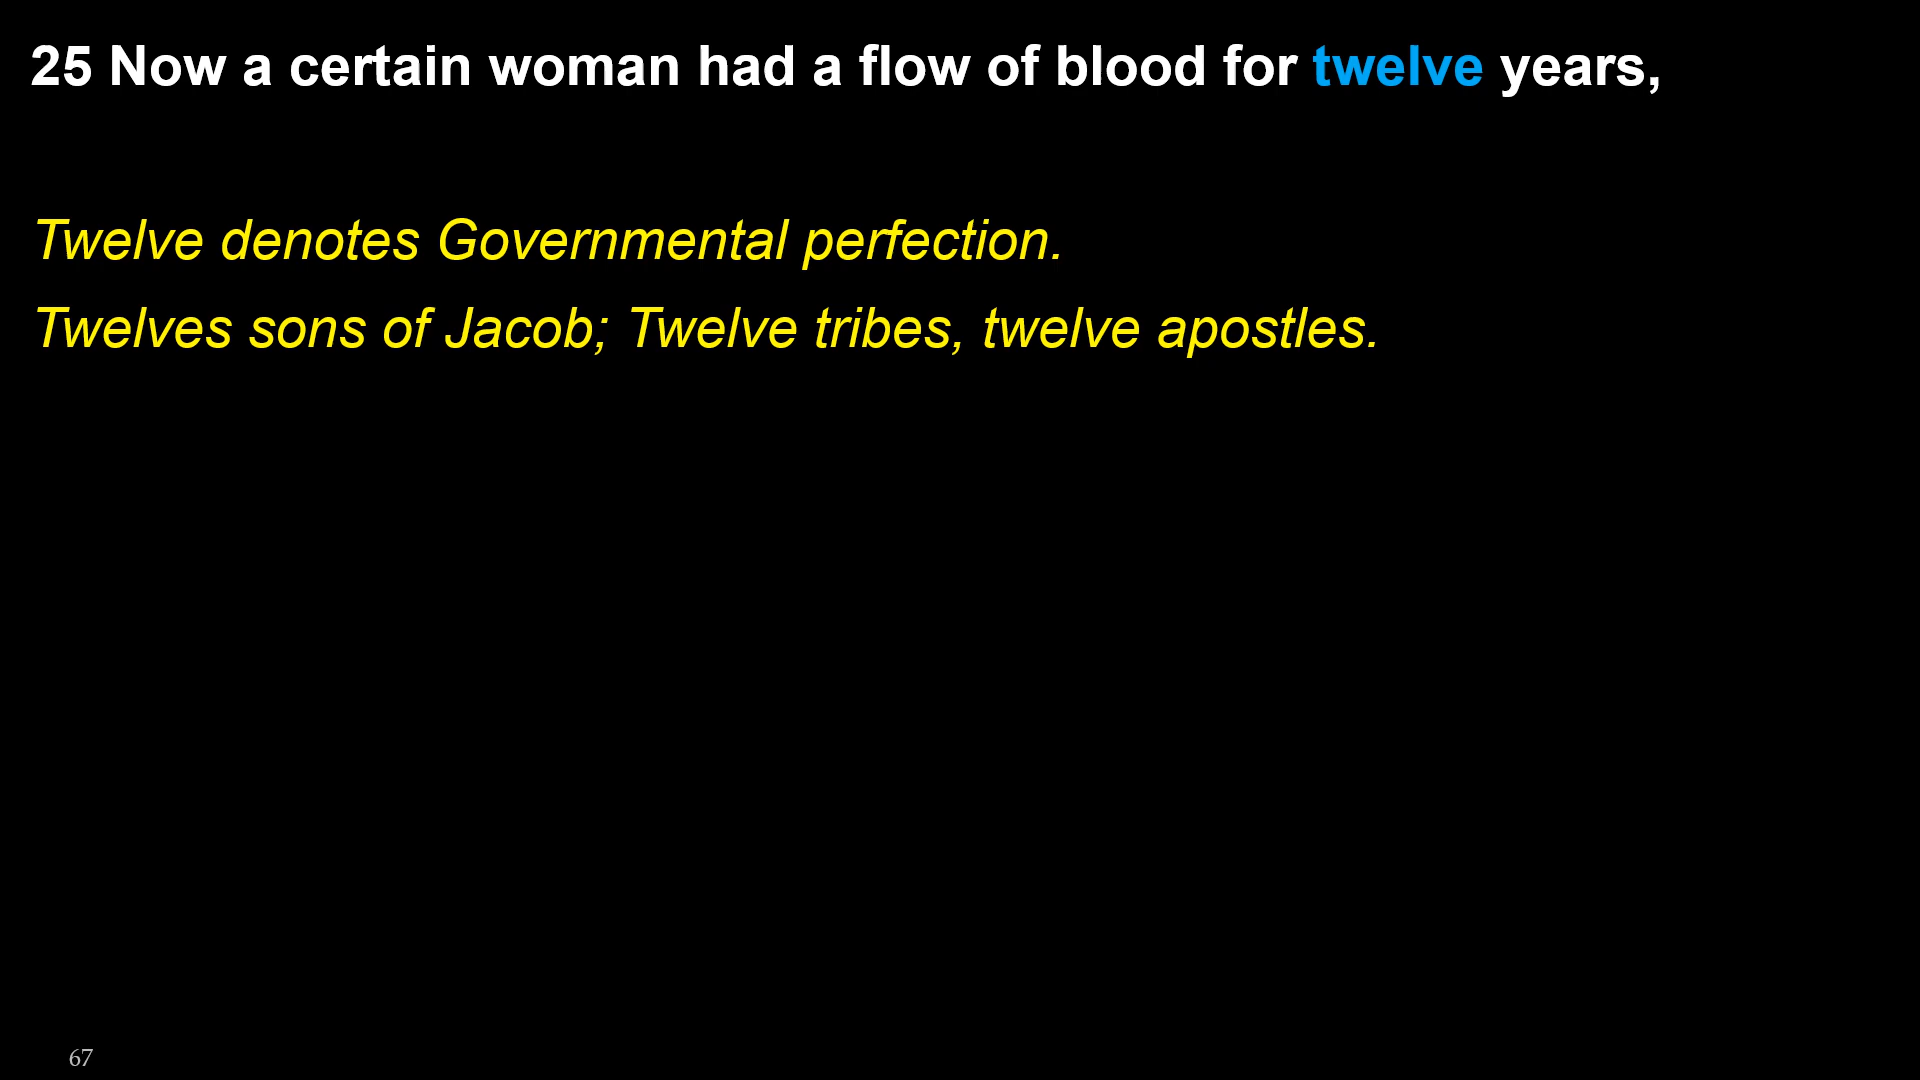 25 Now a certain woman had a flow of blood for twelve years,
Twelve denotes Governmental perfection.
Twelves sons of Jacob; Twelve tribes, twelve apostles.
67